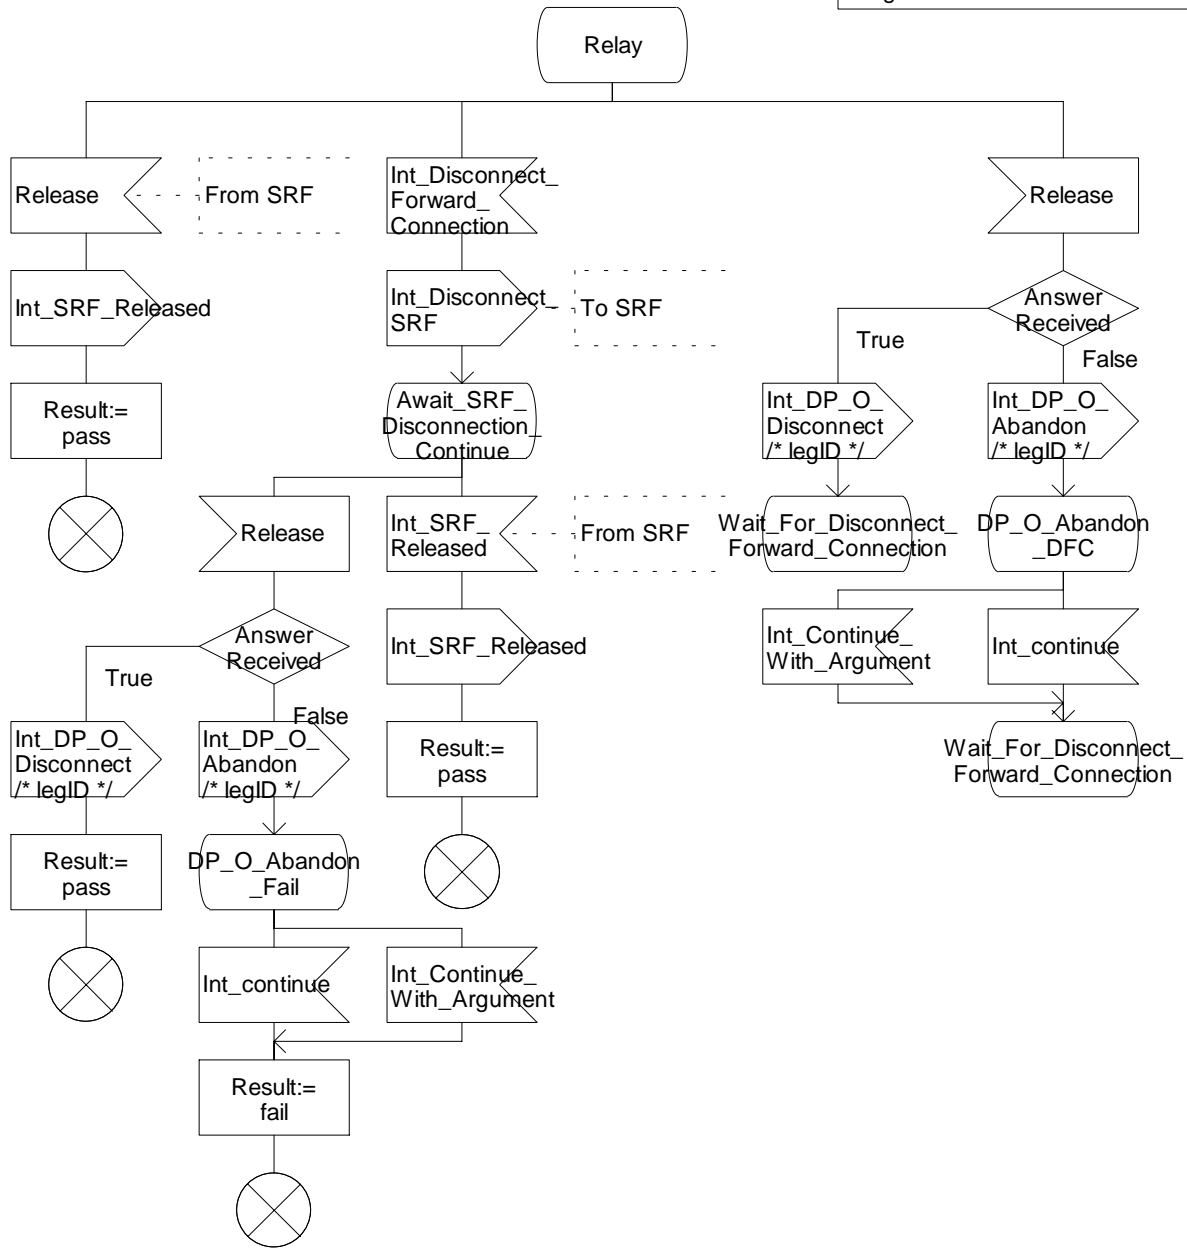 Relay
Release
From SRF
Int_Disconnect_
Forward_
Connection
Release
Int_SRF_Released
Int_Disconnect_
SRF
To SRF
Answer
Received
True
False
Result:=
pass
Await_SRF_
Disconnection_
Continue
Int_DP_O_
Disconnect
/* legID */
Int_DP_O_
Abandon
/* legID */
Release
Int_SRF_
Released
From SRF
Wait_For_Disconnect_
Forward_Connection
DP_O_Abandon
_DFC
Answer
Received
True
False
Int_SRF_Released
Int_Continue_
With_Argument
Int_continue
Int_DP_O_
Disconnect
/* legID */
Int_DP_O_
Abandon
/* legID */
Result:=
pass
Wait_For_Disconnect_
Forward_Connection
Result:=
pass
DP_O_Abandon
_Fail
Int_continue
Int_Continue_
With_Argument
Result:=
fail